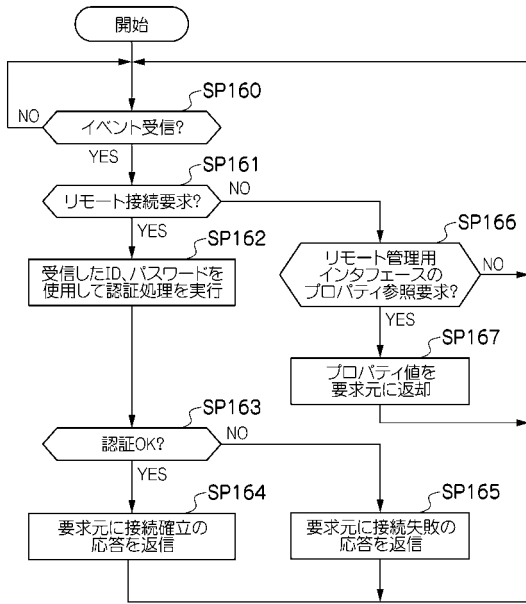 開始
SP160
イベント受信?
NO
YES
SP161
リモート接続要求?
NO
YES
SP162
受信したID、パスワードを
使用して認証処理を実行
SP166
リモート管理用
インタフェースの
プロパティ参照要求?
NO
YES
SP167
プロパティ値を
要求元に返却
SP163
認証OK?
NO
YES
SP164
要求元に接続確立の
応答を返信
SP165
要求元に接続失敗の
応答を返信